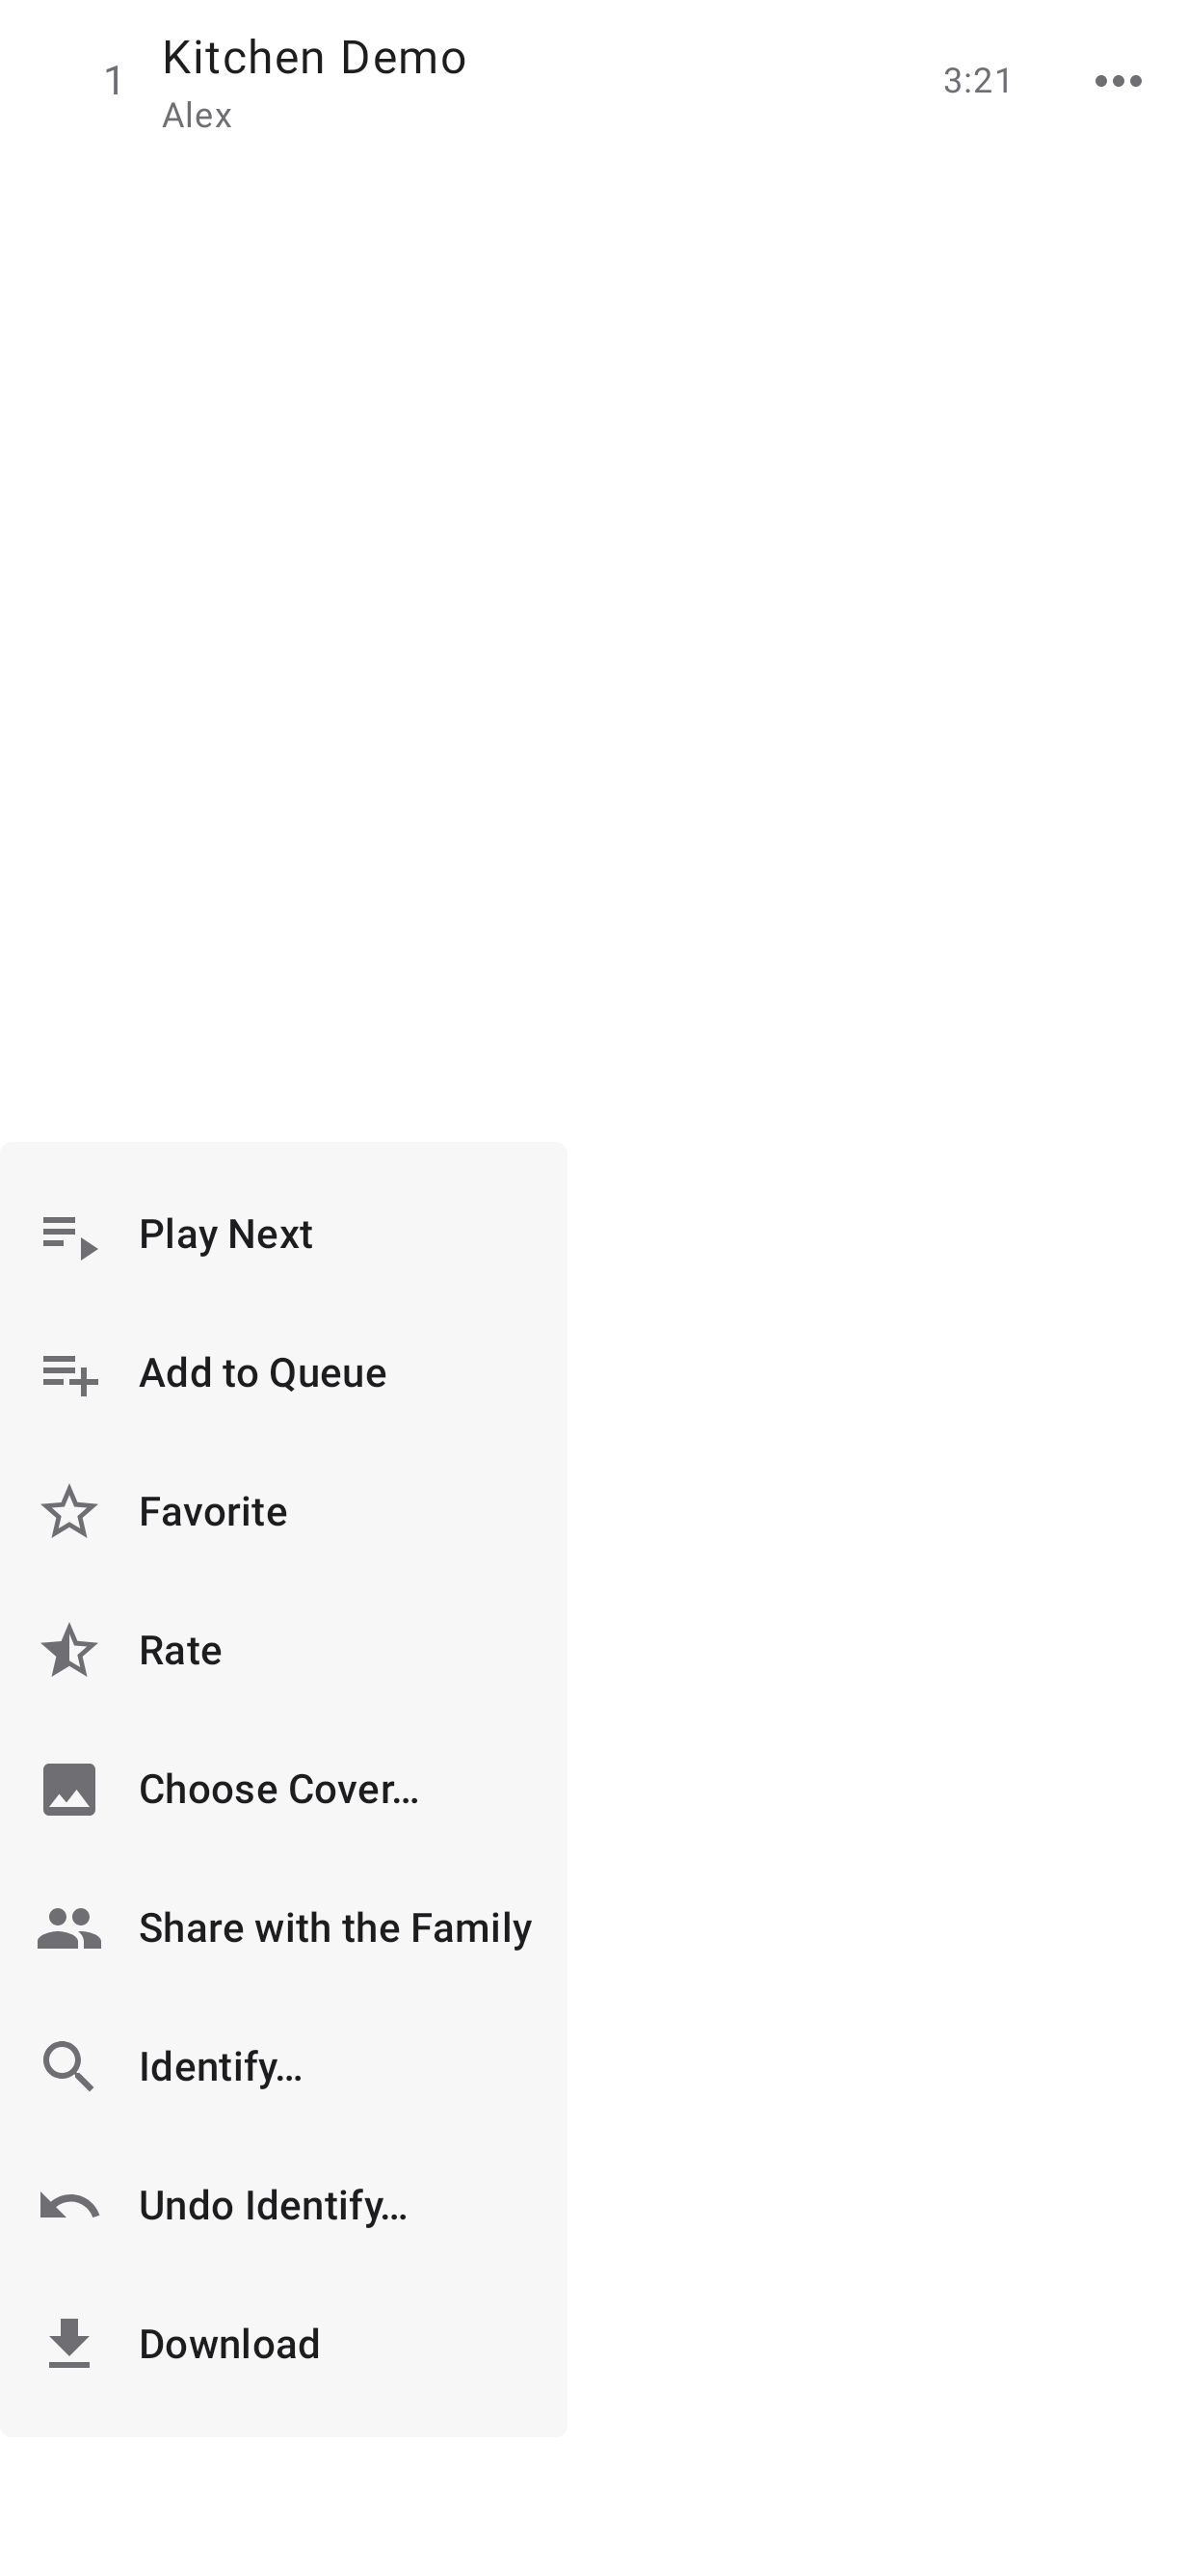 1
Kitchen Demo
Alex
3:21
Play Next
Add to Queue
Favorite
Rate
Choose Cover...
Share with the Family
Identify...
Undo Identify...
Download